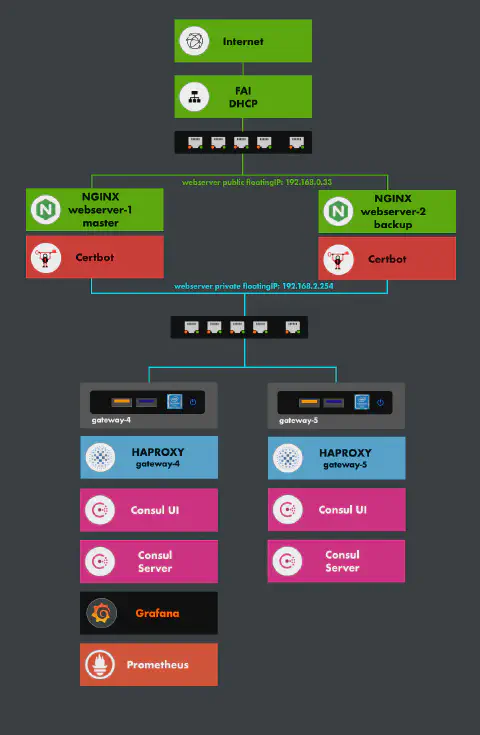 Internet
FAI
DHCP
webserver public floatingIP: 192.168.0.33
NGINX
webserver-1
master
NGINX
webserver-2
backup
Certbot
Certbot
webserver private floatingIP: 192.168.2.254
gateway-4
gateway-5
HAPROXY
gateway-4
HAPROXY
gateway-5
Consul UI
Consul UI
Consul
Server
Consul
Server
Grafana
Prometheus